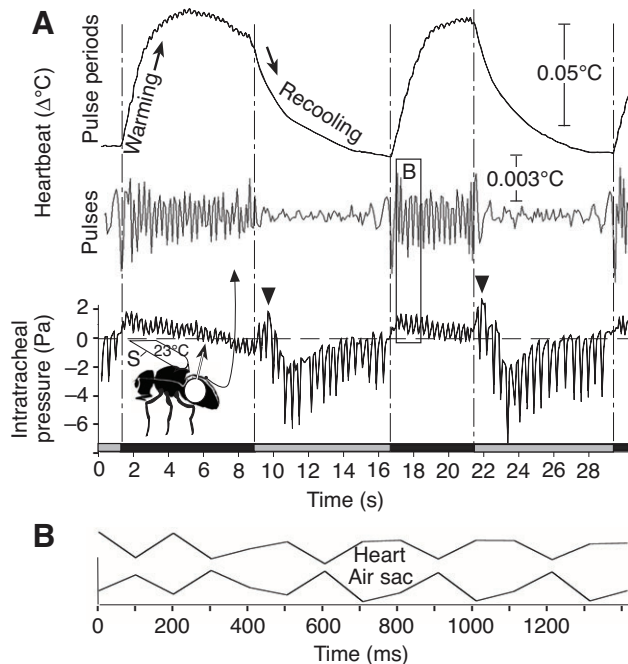 A
Heartbeat (Δ°C)
Pulse periods
Warming
Recooling
0.05°C
Pulses
B
0.003°C
Intratracheal
pressure (Pa)
2
0
−2
−4
−6
S
23°C
0 2 4 6 8 10 12 14 16 18 20 22 24 26 28
Time (s)
B
Heart
Air sac
0 200 400 600 800 1000 1200
Time (ms)